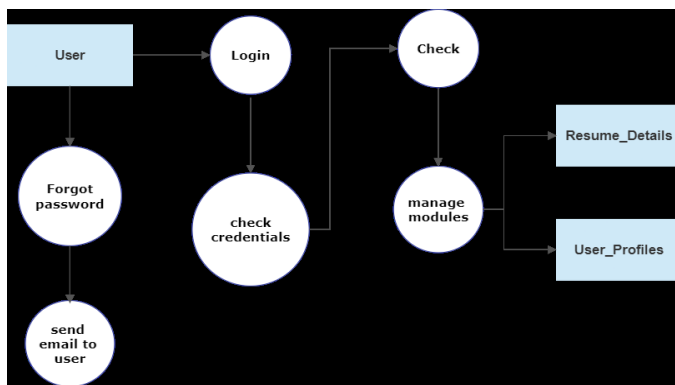 User
Login
Check
Resume_Details
Forgot
password
check
credentials
manage
modules
User_Profiles
send
email to
user